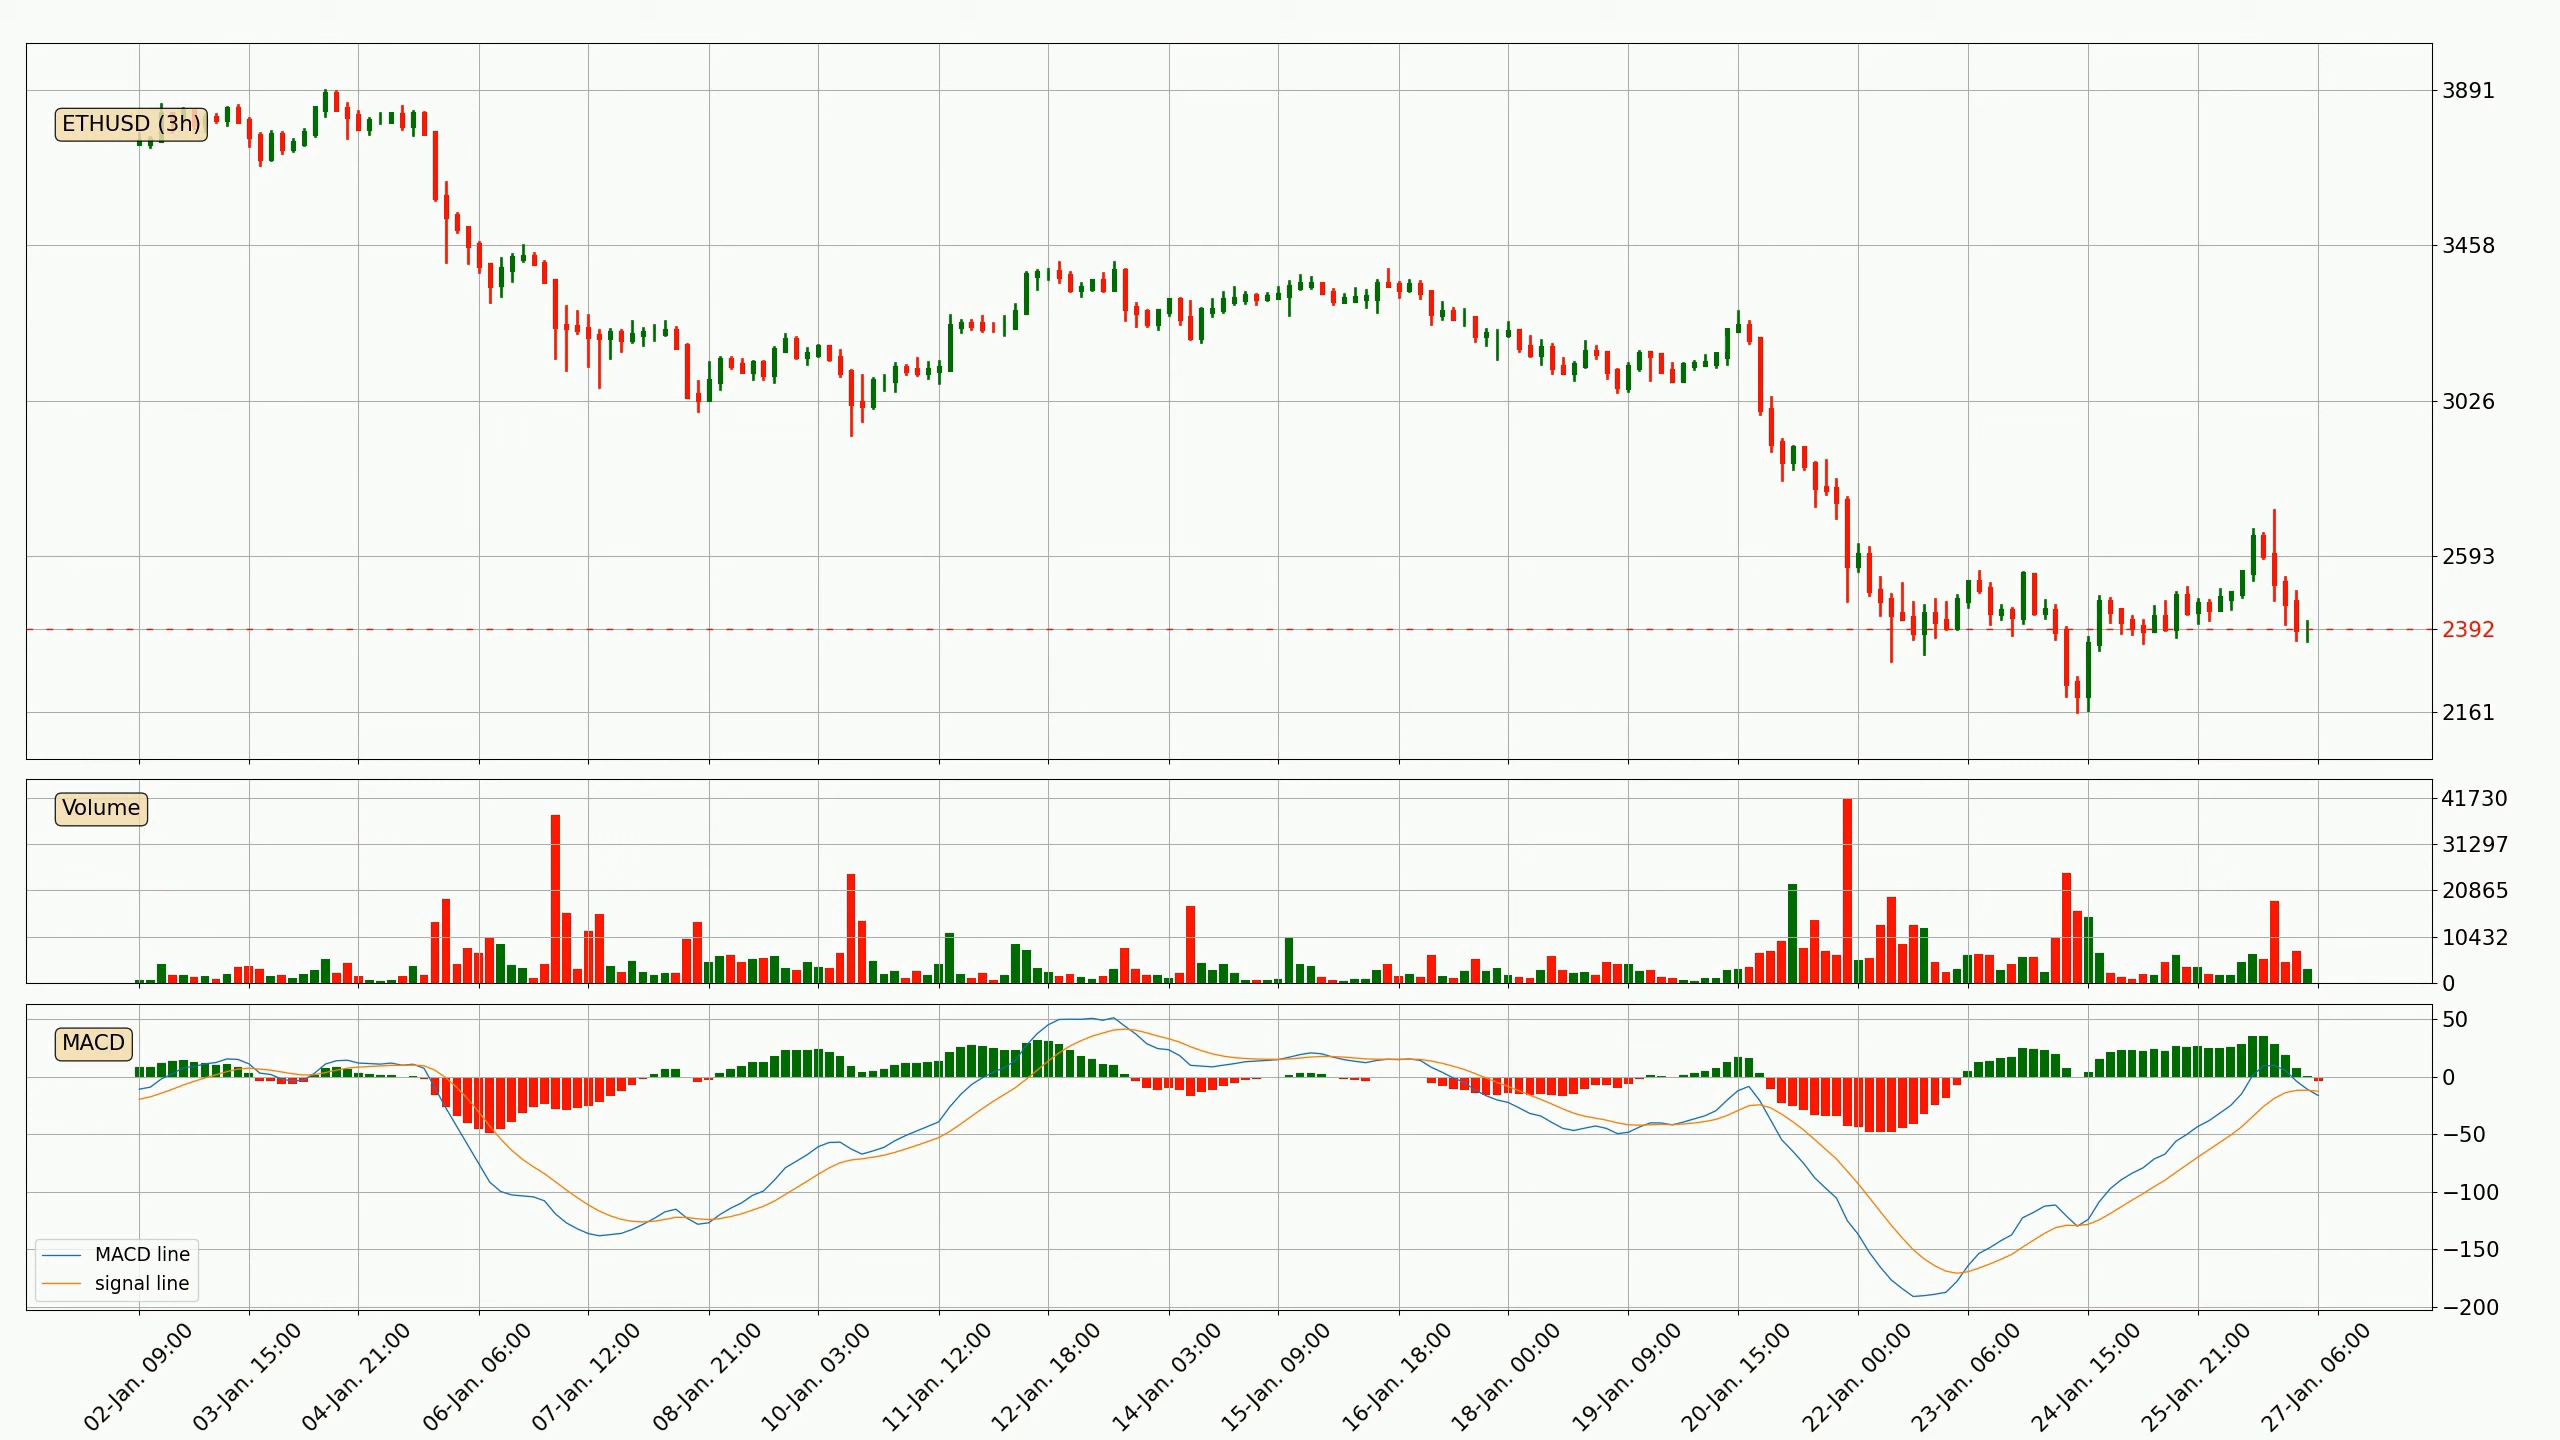 ETHUSD (3h)
3891
3458
3026
2593
2392
2161
Volume
41730
31297
20865
10432
0
MACD
50
0
−50
−100
−150
−200
MACD line
signal line
02-Jan. 09:00
03-Jan. 15:00
04-Jan. 21:00
06-Jan. 06:00
07-Jan. 12:00
08-Jan. 21:00
10-Jan. 03:00
11-Jan. 12:00
12-Jan. 18:00
14-Jan. 03:00
15-Jan. 09:00
16-Jan. 18:00
18-Jan. 00:00
19-Jan. 09:00
20-Jan. 15:00
22-Jan. 00:00
23-Jan. 06:00
24-Jan. 15:00
25-Jan. 21:00
27-Jan. 06:00